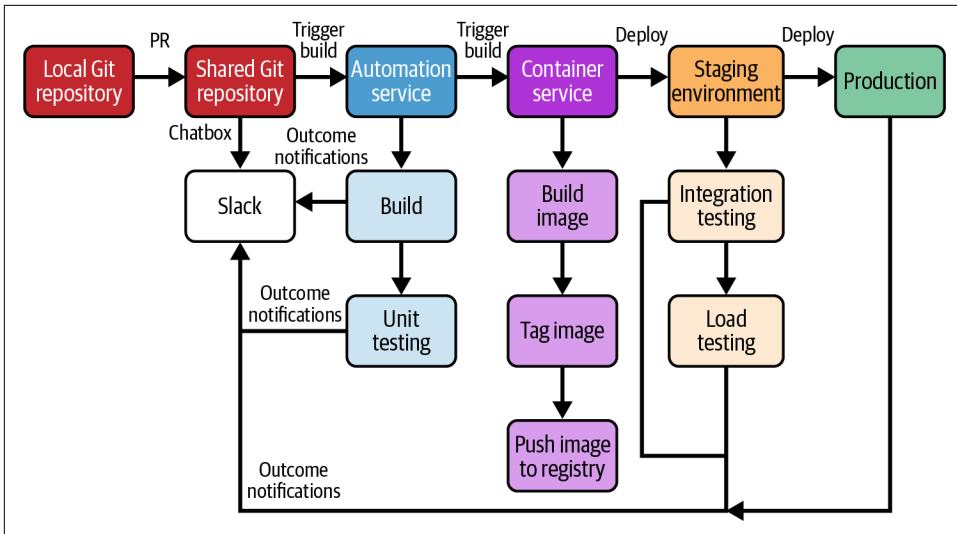 PR
Trigger
build
Trigger
build
Deploy
Deploy
Local Git
repository
Shared Git
repository
Automation
service
Container
service
Staging
environment
Production
Chatbox
Outcome
notifications
Slack
Build
Build
image
Integration
testing
Outcome
notifications
Unit
testing
Tag image
Load
testing
Push image
to registry
Outcome
notifications